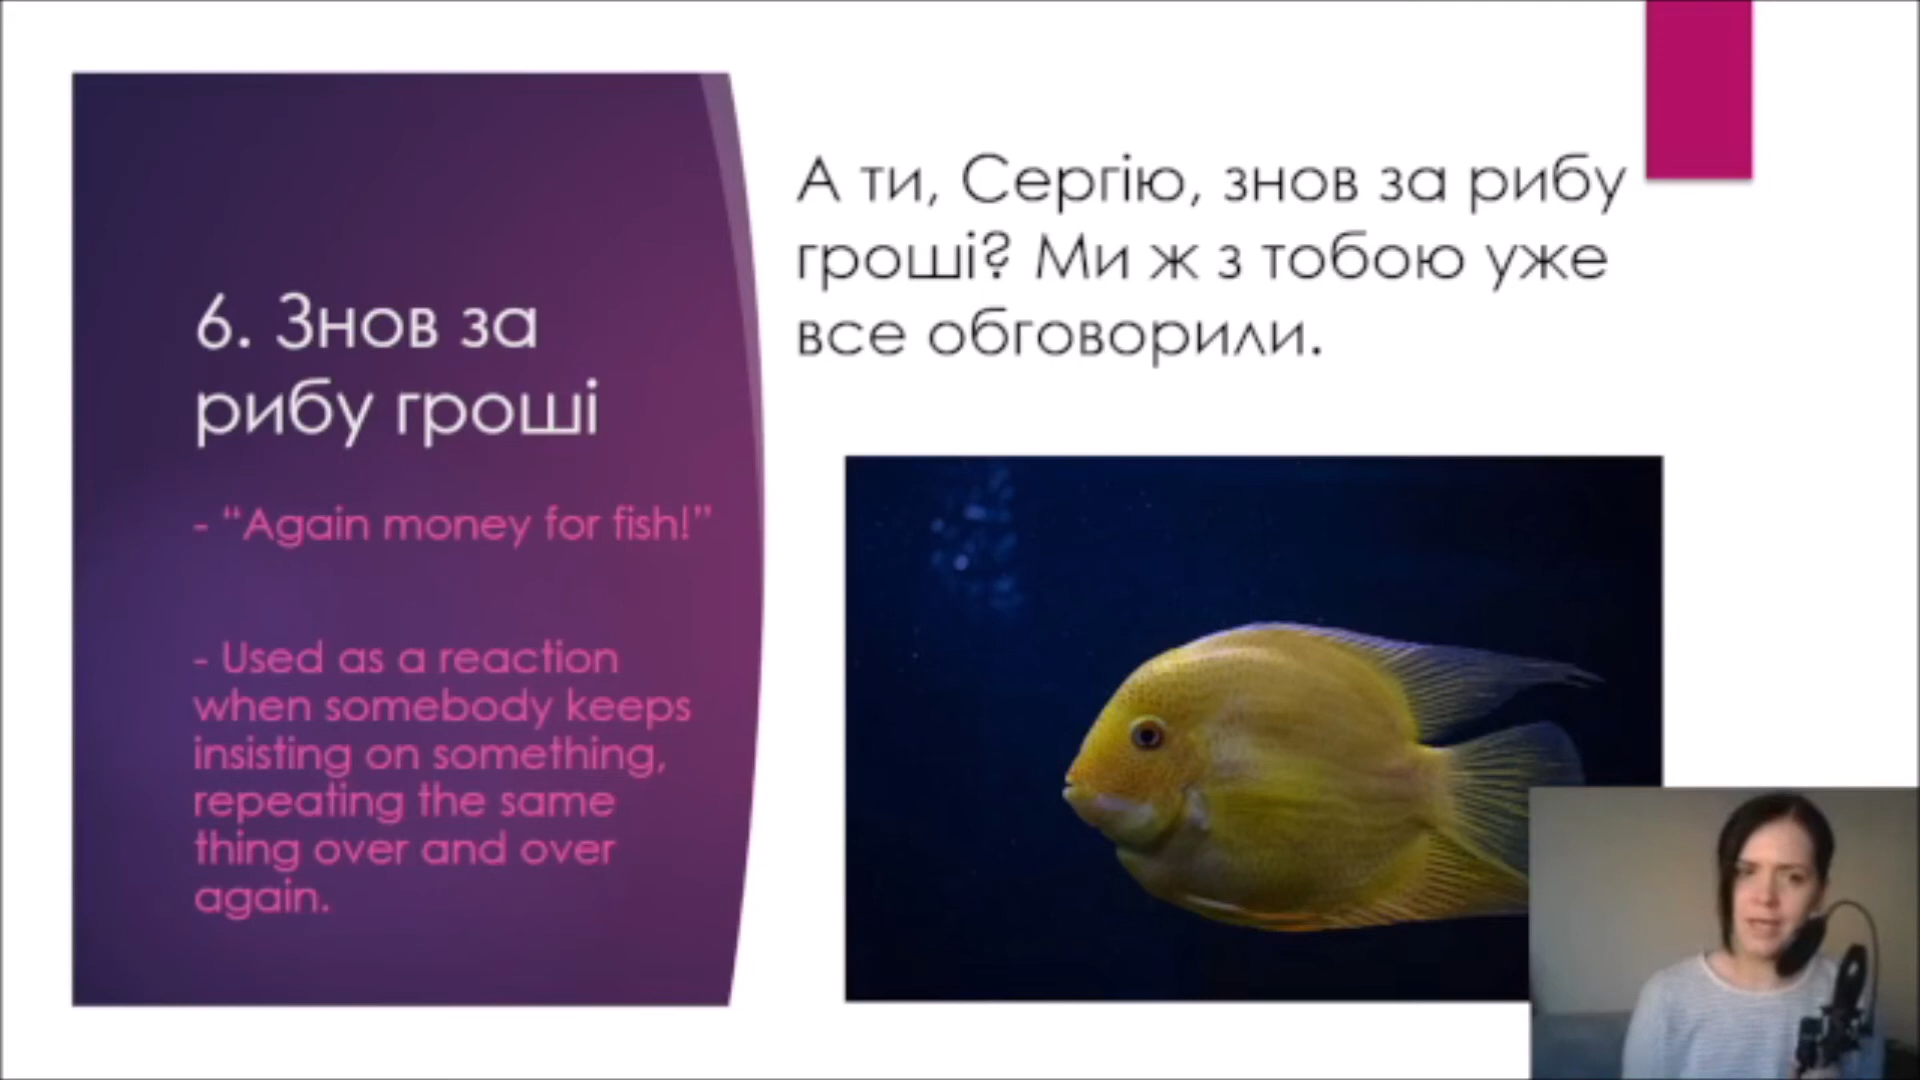 6. Знов за
рибу гроші
- “Again money for fish!”
- Used as a reaction
when somebody keeps
insisting on something,
repeating the same
thing over and over
again.
А ти, Сергію, знов за рибу
гроші? Ми ж з тобою уже
все обговорили.